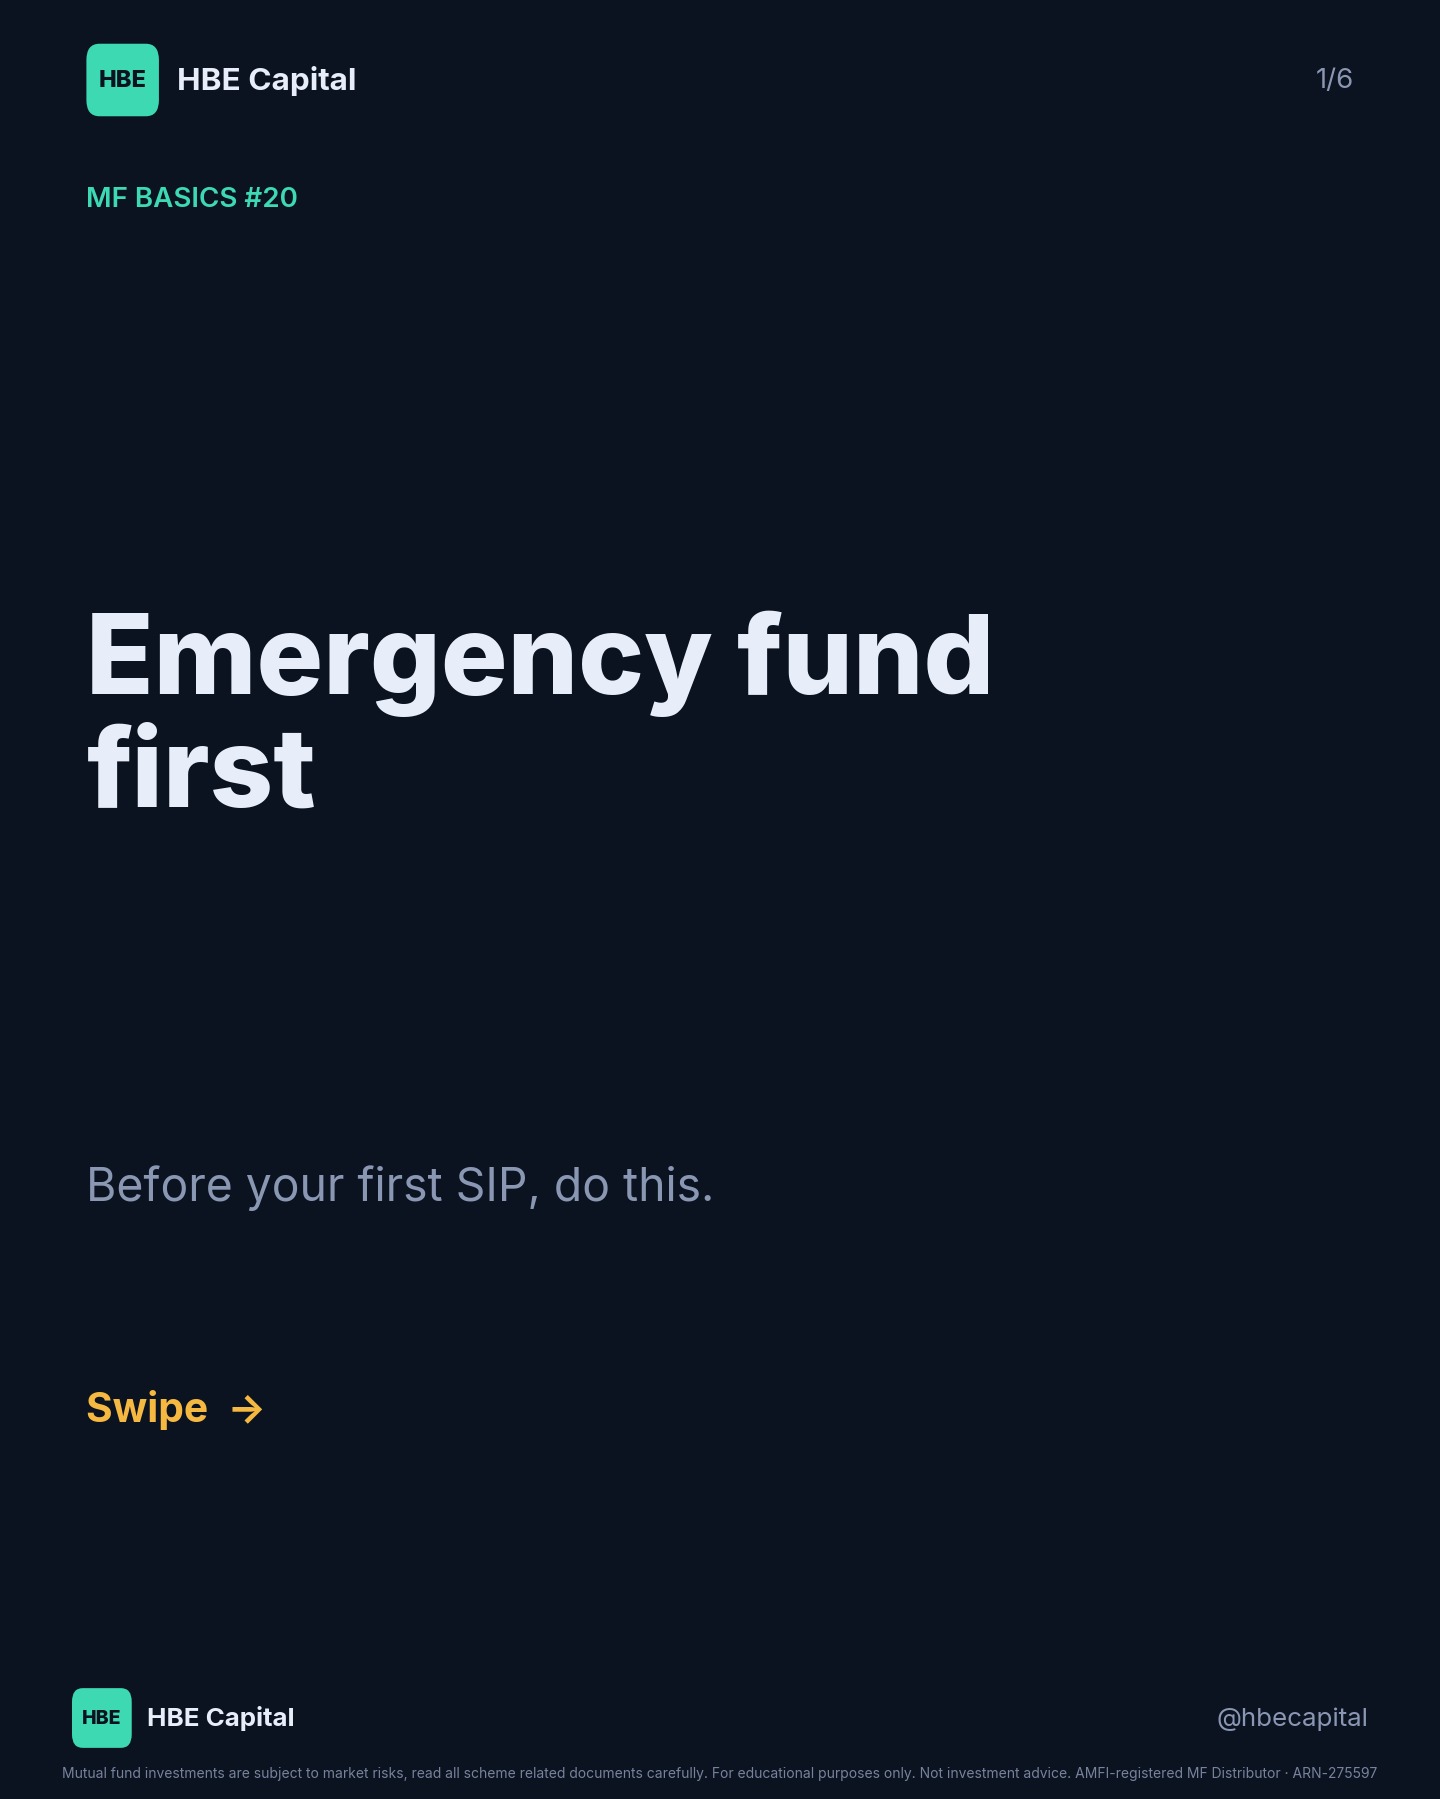 HBE HBE Capital 1/6
MF BASICS #20
Emergency fund
first
Before your first SIP, do this.
Swipe →
HBE HBE Capital @hbecapital
Mutual fund investments are subject to market risks, read all scheme related documents carefully. For educational purposes only. Not investment advice. AMFI-registered MF Distributor · ARN-275597